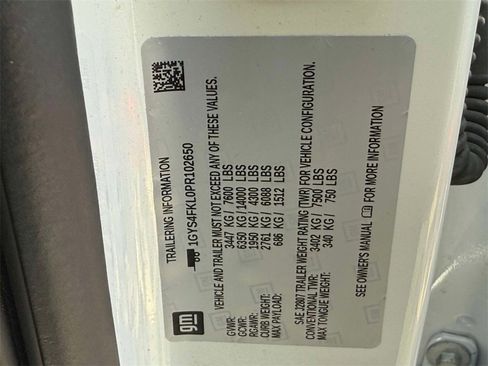 gm
TRAILERING INFORMATION
1GYS4FKL0PR102650
VEHICLE AND TRAILER MUST NOT EXCEED ANY OF THESE VALUES.
GVWR: 3447 KG/ 7600 LBS
GCWR: 6350 KG/14000 LBS
RGAWR: 1950 KG/ 4300 LBS
CURB WEIGHT: 2761 KG/ 6088 LBS
MAX PAYLOAD: 686 KG/ 1512 LBS
SAE J2807 TRAILER WEIGHT RATING (TWR) FOR VEHICLE CONFIGURATION.
CONVENTIONAL TWR: 3402 KG/ 7500 LBS
MAX TONGUE WEIGHT: 340 KG/ 750 LBS
SEE OWNER'S MANUAL FOR MORE INFORMATION